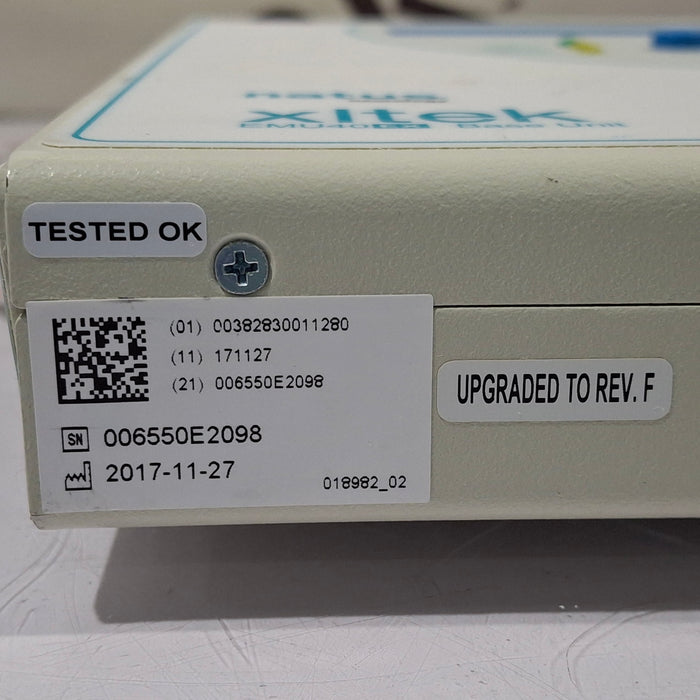 natus
xltek
EMU40EX Base Unit
TESTED OK
(01) 00382830011280
(11) 171127
(21) 006550E2098
SN 006550E2098
2017-11-27
018982_02
UPGRADED TO REV. F